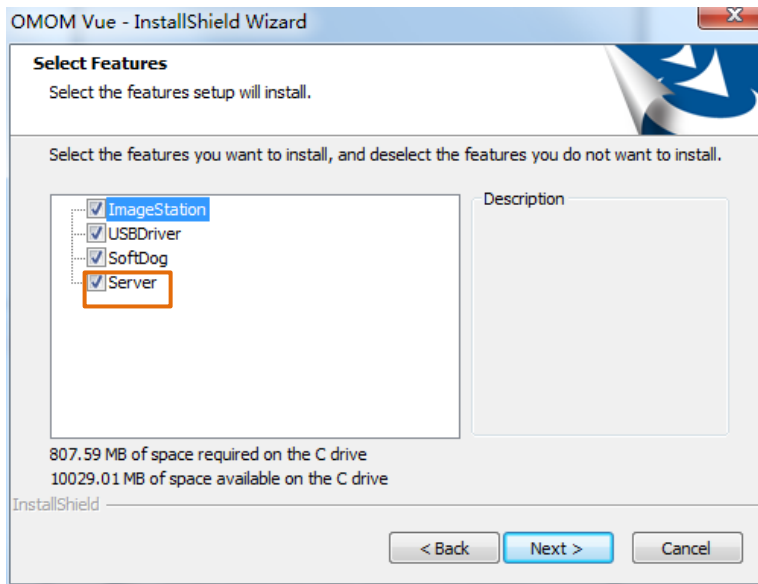 OMOM Vue - InstallShield Wizard
Select Features
Select the features setup will install.
Select the features you want to install, and deselect the features you do not want to install.
ImageStation
USBDriver
SoftDog
Server
Description
807.59 MB of space required on the C drive
10029.01 MB of space available on the C drive
InstallShield
< Back
Next >
Cancel